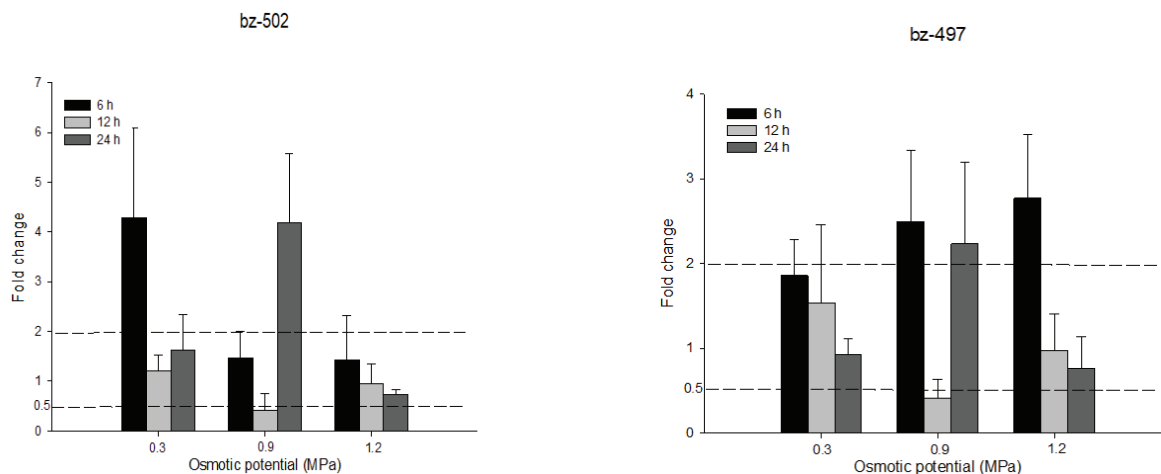 bz-502
7
6
5
4
3
2
1
0.5
0
Fold change
6 h
12 h
24 h
0.3 0.9 1.2
Osmotic potential (MPa)
bz-497
4
3
2
1
0.5
0
Fold change
6 h
12 h
24 h
0.3 0.9 1.2
Osmotic potential (MPa)